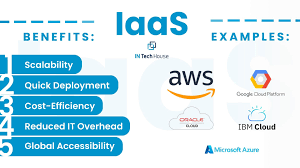 IaaS
BENEFITS:
EXAMPLES:
IN Tech House
1 Scalability
2 Quick Deployment
3 Cost-Efficiency
4 Reduced IT Overhead
5 Global Accessibility
aws
Google Cloud Platform
ORACLE
CLOUD
IBM Cloud
Microsoft Azure
IaaS